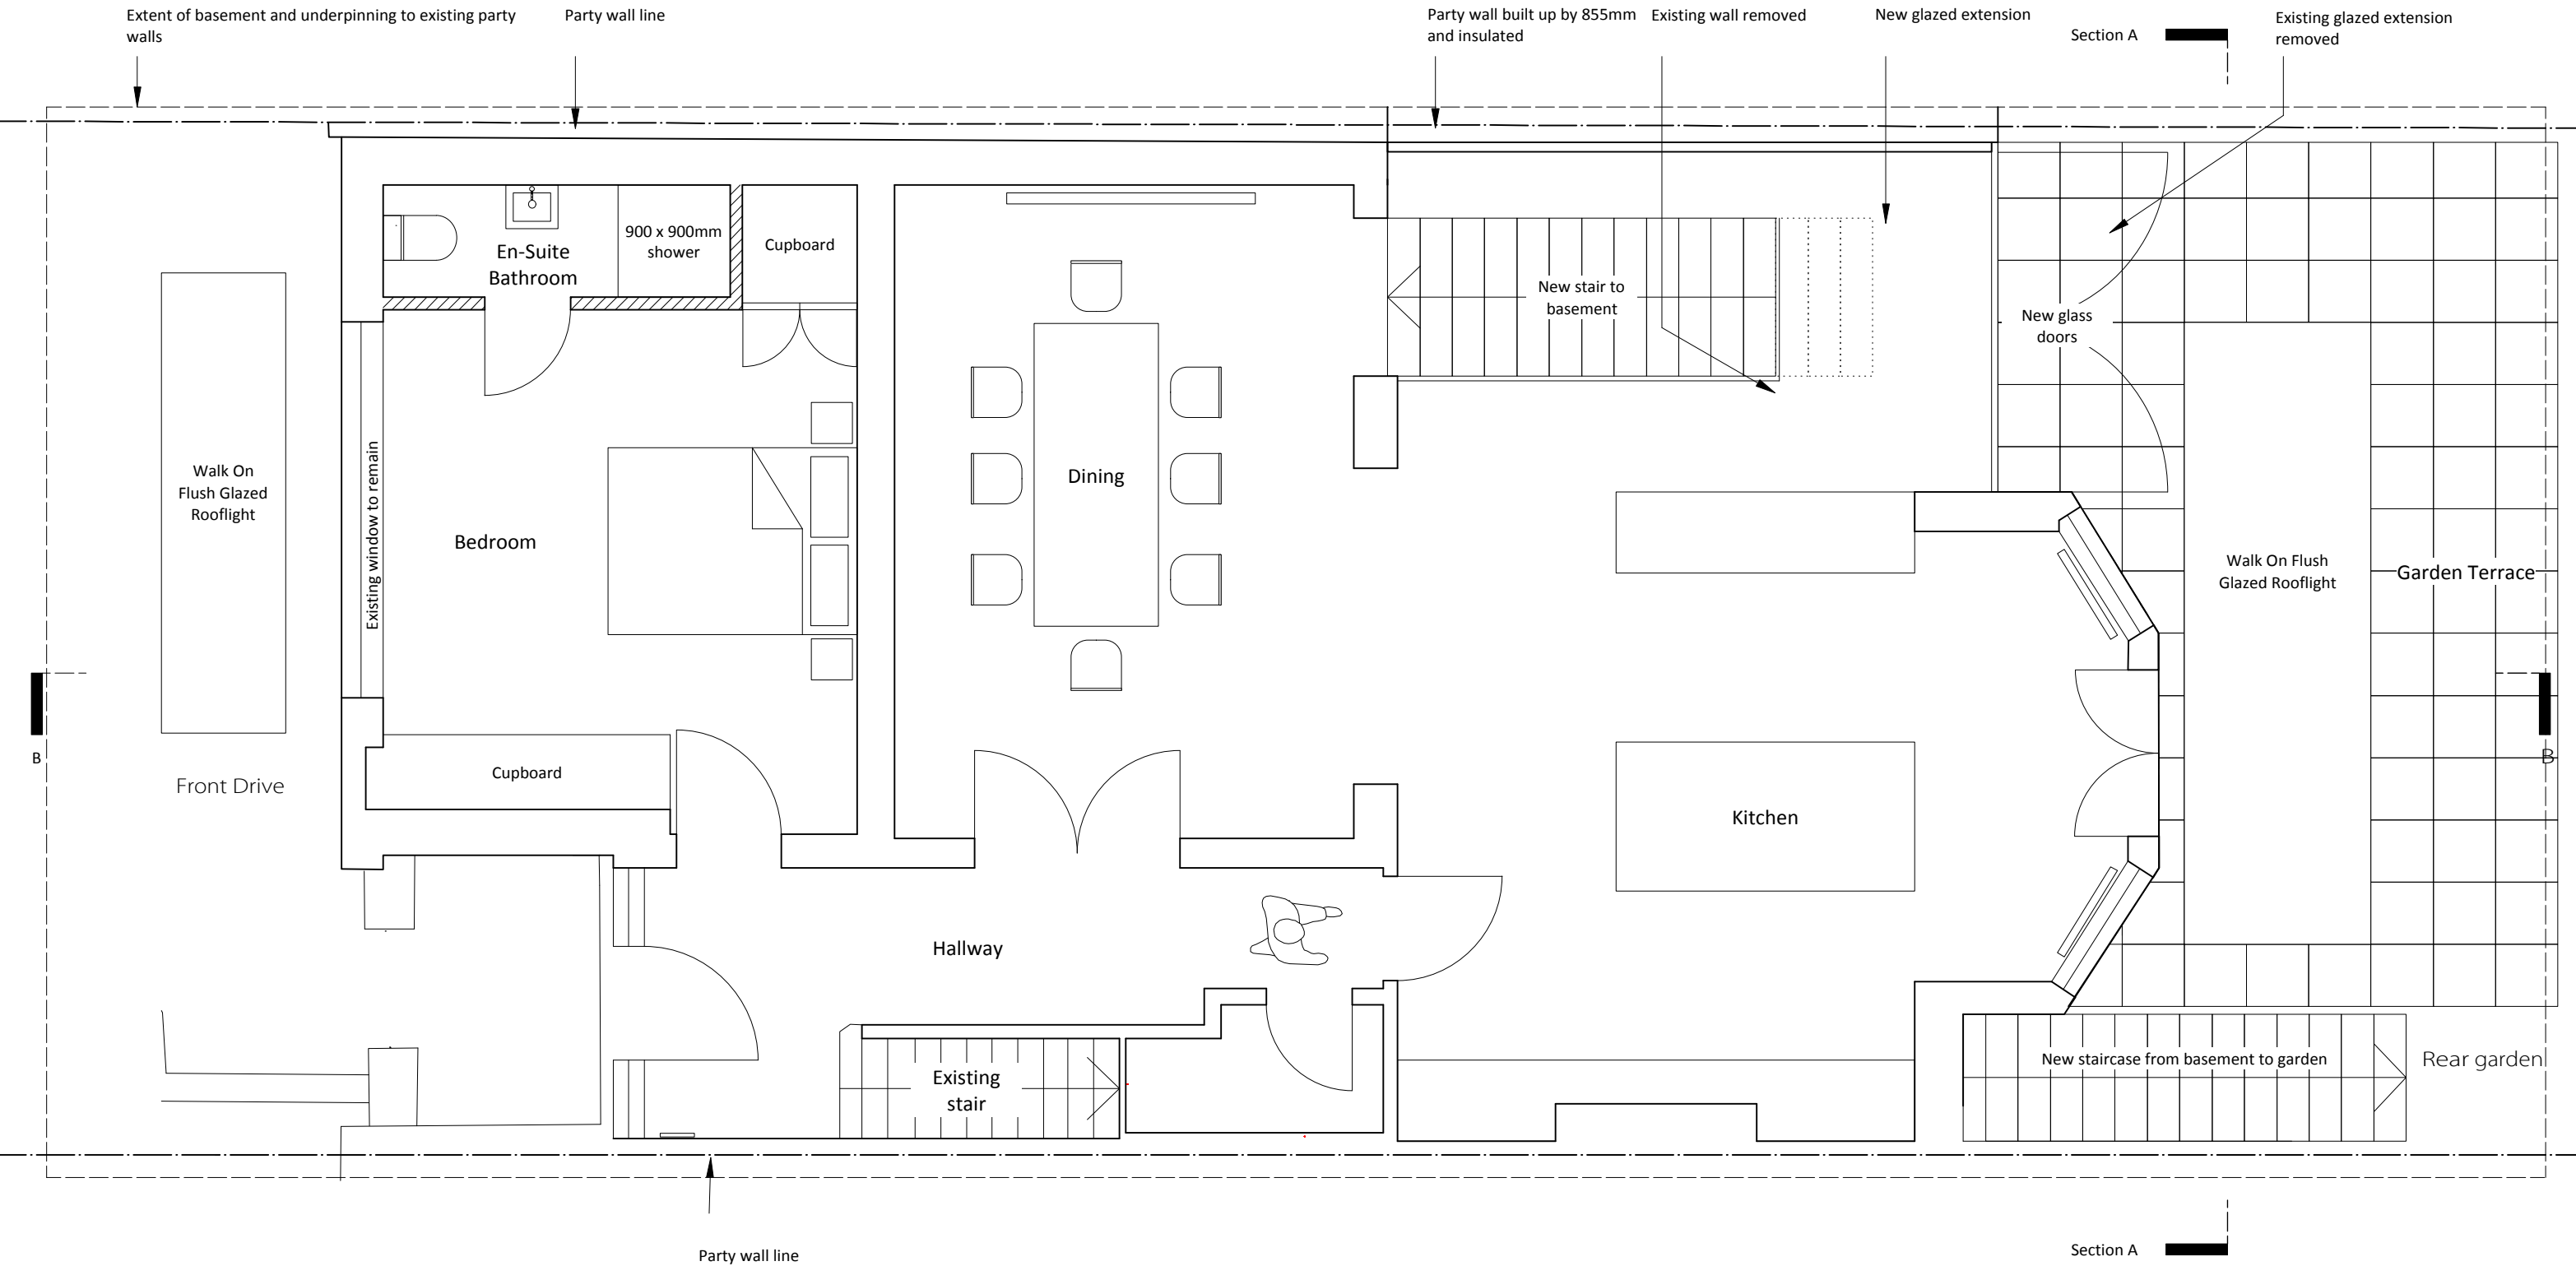 Extent of basement and underpinning to existing party
walls
Party wall line
Party wall built up by 855mm
and insulated
Existing wall removed
New glazed extension
Section A
Existing glazed extension
removed
900 x 900mm
shower
Cupboard
En-Suite
Bathroom
New stair to
basement
New glass
doors
Walk On
Flush Glazed
Rooflight
Existing window to remain
Bedroom
Dining
Walk On Flush
Glazed Rooflight
Garden Terrace
B
Front Drive
Cupboard
Kitchen
B
Hallway
Existing
stair
New staircase from basement to garden
Rear garden
Party wall line
Section A